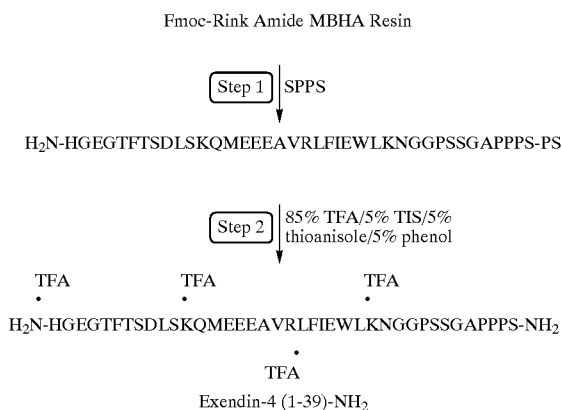 Fmoc-Rink Amide MBHA Resin
Step 1
SPPS
H₂N-HGEGTFTSDLSKQMEEEAVRLFIEWLKNGGPSSGAPPPS-PS
Step 2
85% TFA/5% TIS/5%
thioanisole/5% phenol
TFA TFA TFA
H₂N-HGEGTFTSDLSKQMEEEAVRLFIEWLKNGGPSSGAPPPS-NH₂
TFA
Exendin-4 (1-39)-NH₂